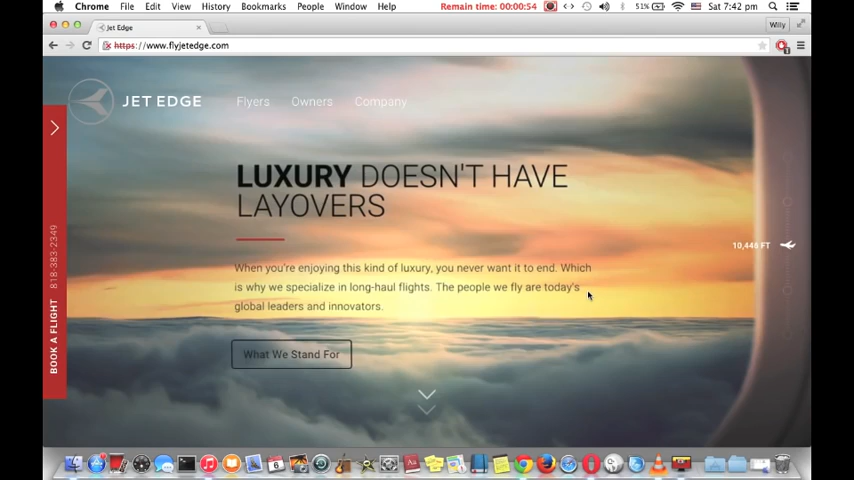 Chrome File Edit View History Bookmarks People Window Help Remain time: 00:00:54 51% Sat 7:42 pm
Jet Edge Willy
https://www.flyjetedge.com
JET EDGE Flyers Owners Company
LUXURY DOESN'T HAVE
LAYOVERS
10,446 FT
When you're enjoying this kind of luxury, you never want it to end. Which
is why we specialize in long-haul flights. The people we fly are today's
global leaders and innovators.
What We Stand For
BOOK A FLIGHT 818-383-2349